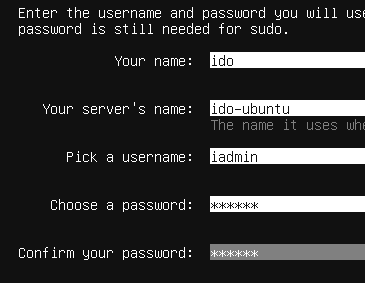 Enter the username and password you will use
password is still needed for sudo.
Your name: ido
Your server's name: ido-ubuntu
The name it uses whe
Pick a username: iadmin
Choose a password: ******
Confirm your password: ******